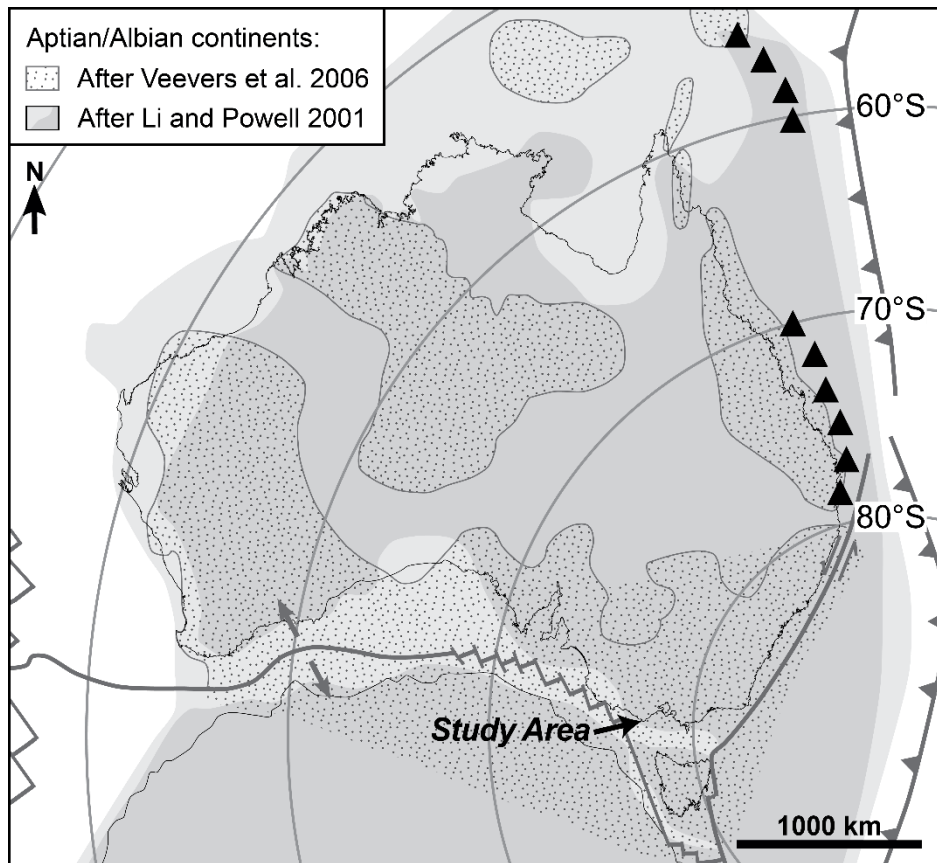 Aptian/Albian continents:
After Veevers et al. 2006
After Li and Powell 2001
N
60°S
70°S
80°S
Study Area
1000 km